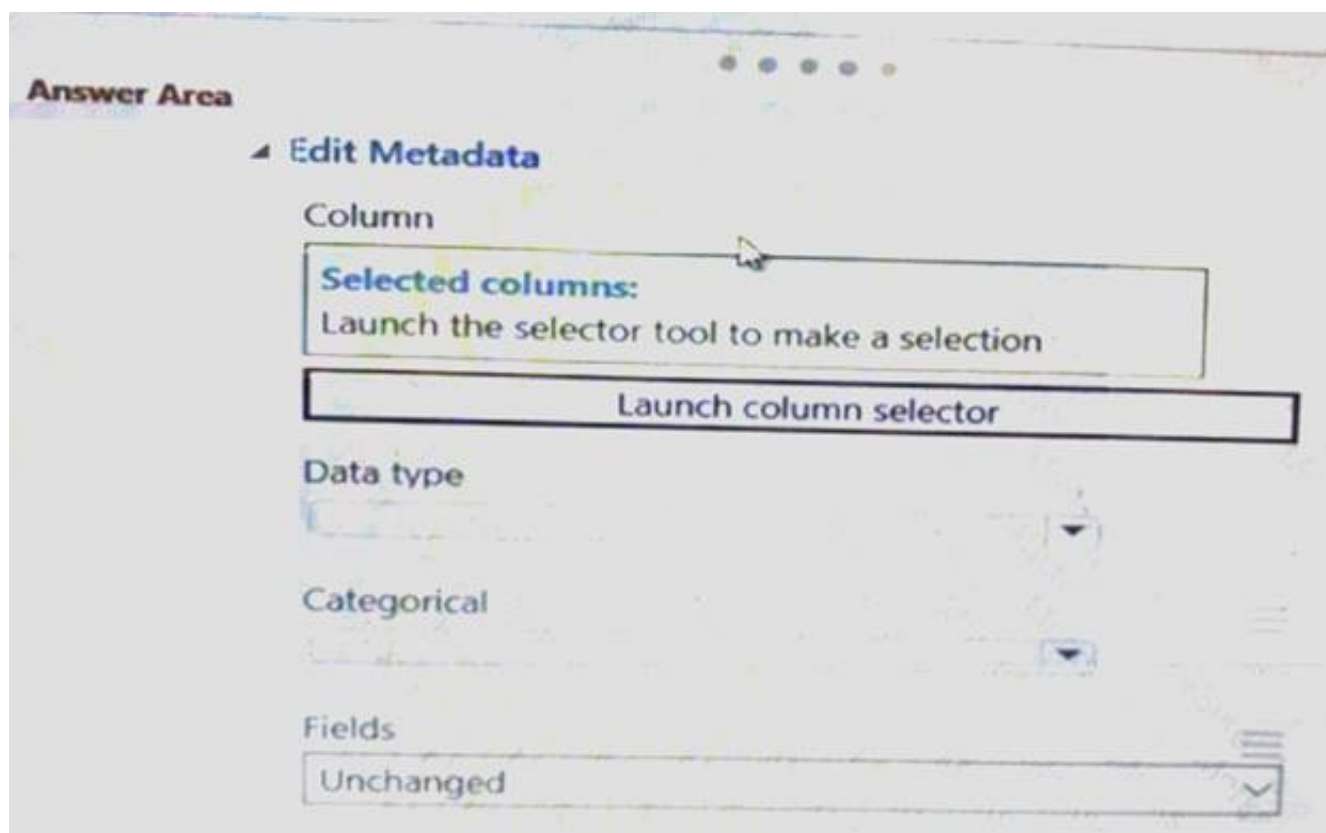 Answer Area
Edit Metadata
Column
Selected columns:
Launch the selector tool to make a selection
Launch column selector
Data type
Categorical
Fields
Unchanged